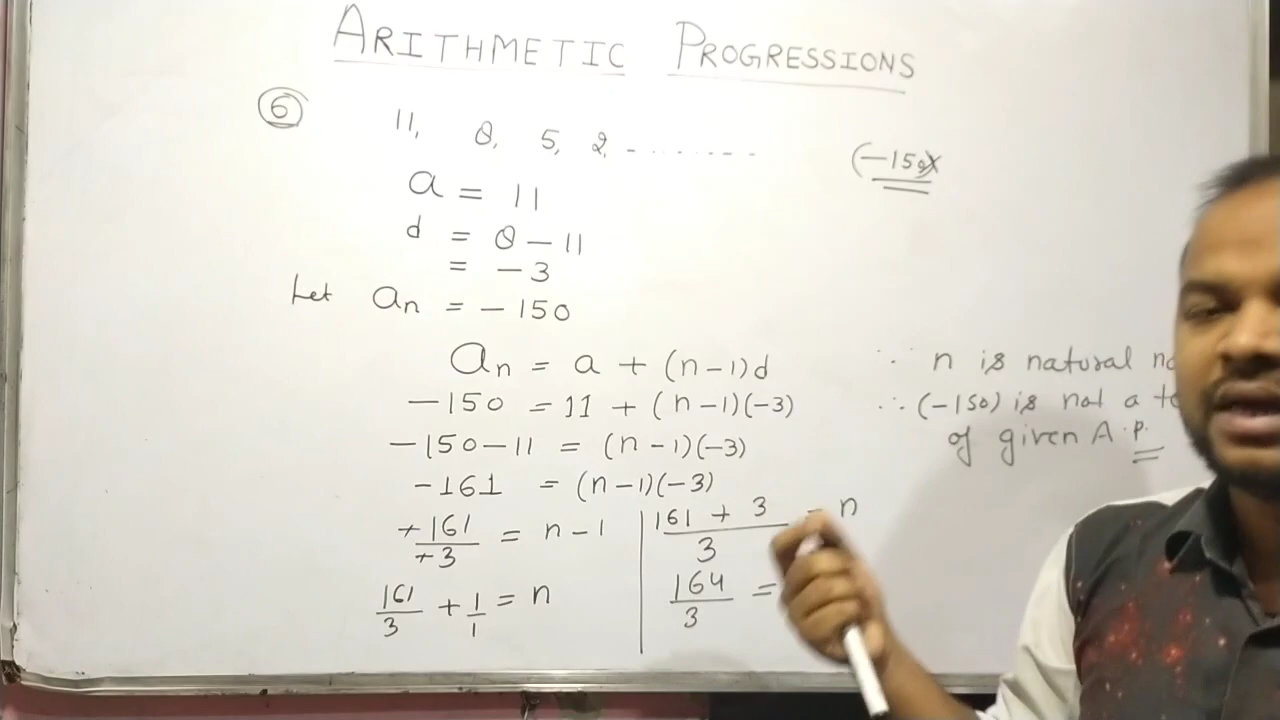 ARITHMETIC PROGRESSIONS
6
11, 8, 5, 2, - . . . . . . -
(-150)
a = 11
d = 8 - 11
= -3
Let an = -150
an = a + (n-1)d
-150 = 11 + (n-1)(-3)
-150-11 = (n-1)(-3)
-161 = (n-1)(-3)
+161/+3 = n-1
161/3 + 1/1 = n
161 + 3/3 = n
164/3 =
∵ n is natural
∴ (-150) is not a
of given A.P.